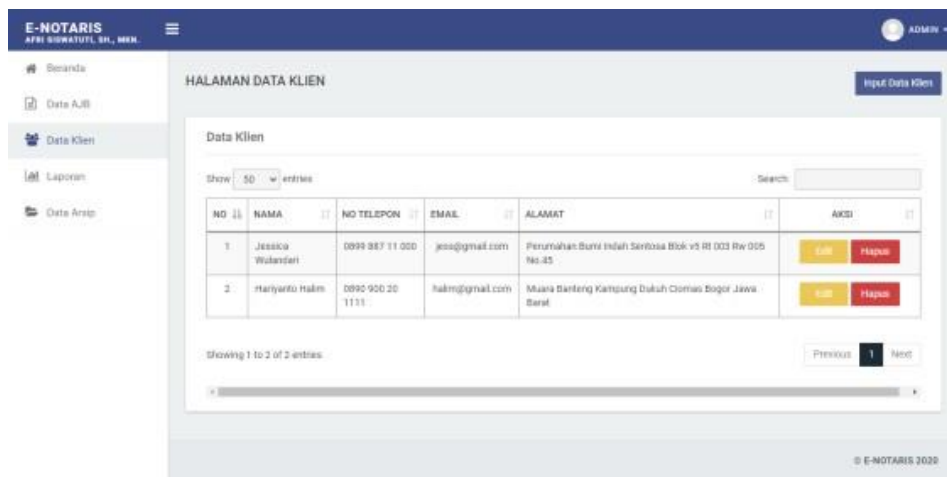 E-NOTARIS
AFRI SISWATUTI, SH., MKN.
ADMIN
Beranda
Data AJB
Data Klien
Laporan
Data Arsip
HALAMAN DATA KLIEN
Input Data Klien
Data Klien
Show 50 entries
Search:
NO NAMA NO TELEPON EMAIL ALAMAT AKSI
1 Jessica Wulandari 0899 887 11 000 jess@gmail.com Perumahan Bumi Indah Sentosa Blok v5 Rt 003 Rw 005 No.45 Edit Hapus
2 Hariyanto Halim 0890 900 20 1111 halim@gmail.com Muara Banteng Kampung Dukuh Ciomas Bogor Jawa Barat Edit Hapus
Showing 1 to 2 of 2 entries
Previous 1 Next
© E-NOTARIS 2020